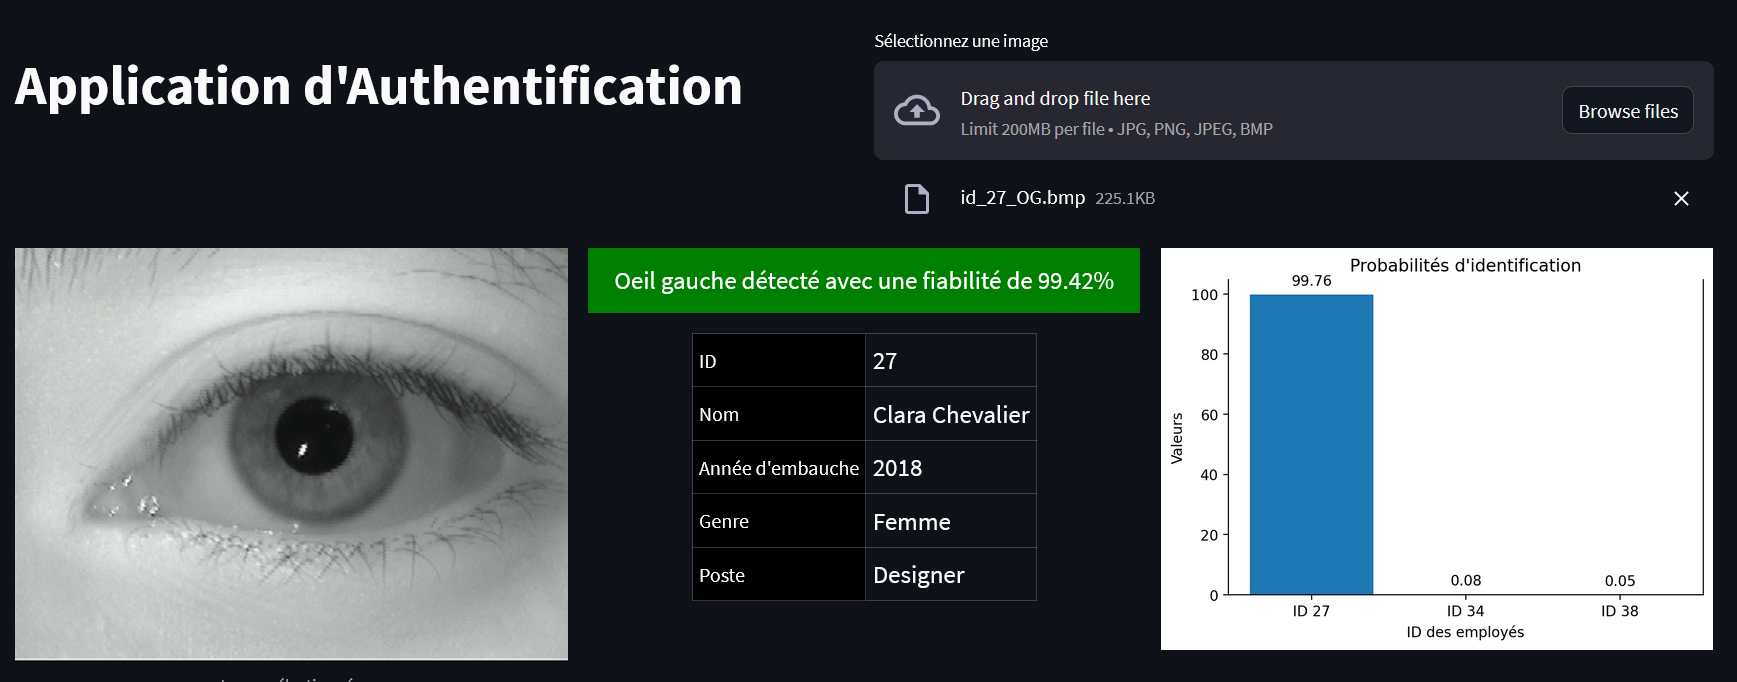 Application d'Authentification
Sélectionnez une image
Drag and drop file here
Limit 200MB per file • JPG, PNG, JPEG, BMP
Browse files
id_27_OG.bmp 225.1KB
Oeil gauche détecté avec une fiabilité de 99.42%
ID 27
Nom Clara Chevalier
Année d'embauche 2018
Genre Femme
Poste Designer
Probabilités d'identification
99.76
100
80
60
40
20
0
Valeurs
0.08
0.05
ID 27
ID 34
ID 38
ID des employés